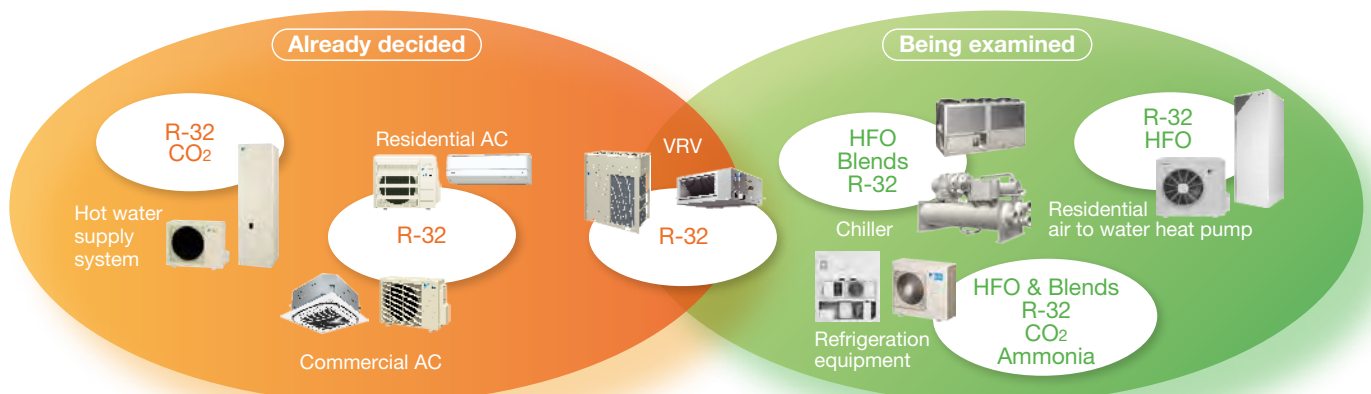 Already decided
Being examined
R-32
CO2
Hot water
supply
system
Residential AC
R-32
Commercial AC
VRV
R-32
HFO
Blends
R-32
Chiller
R-32
HFO
Residential
air to water heat pump
Refrigeration
equipment
HFO & Blends
R-32
CO2
Ammonia